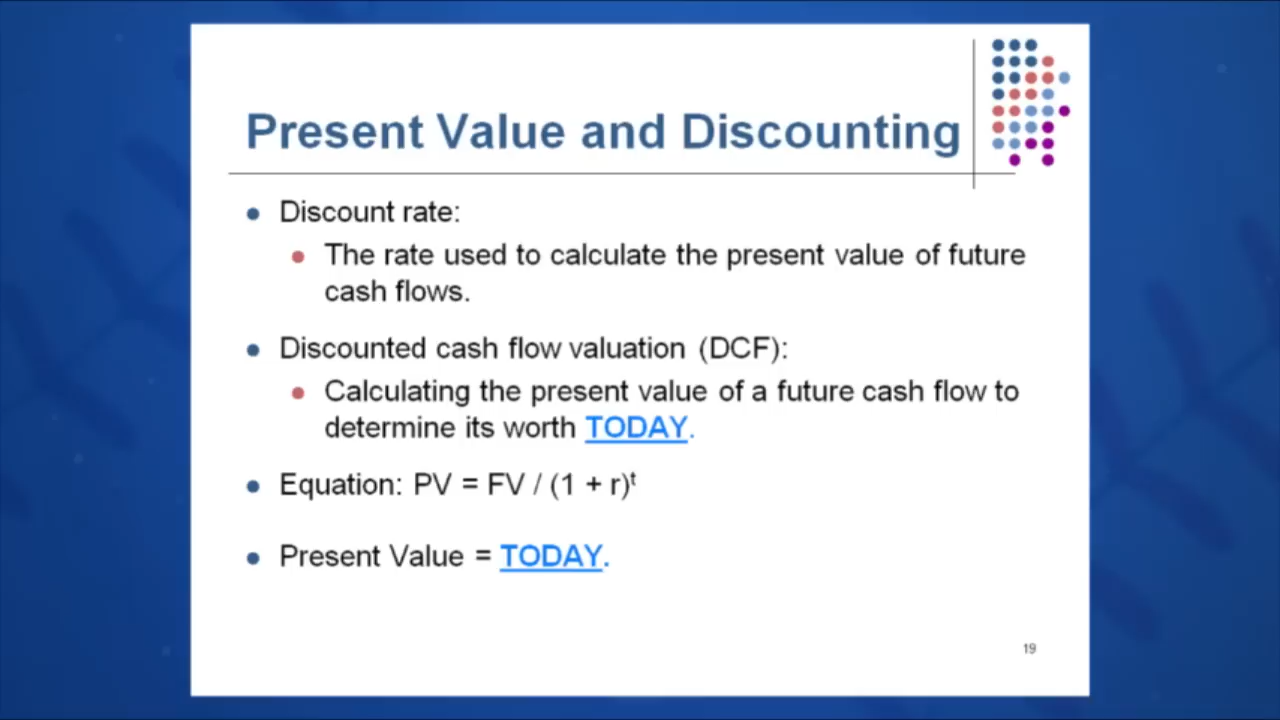 Present Value and Discounting
Discount rate:
The rate used to calculate the present value of future
cash flows.
Discounted cash flow valuation (DCF):
Calculating the present value of a future cash flow to
determine its worth TODAY.
Equation: PV = FV / (1 + r)ᵗ
Present Value = TODAY.
19